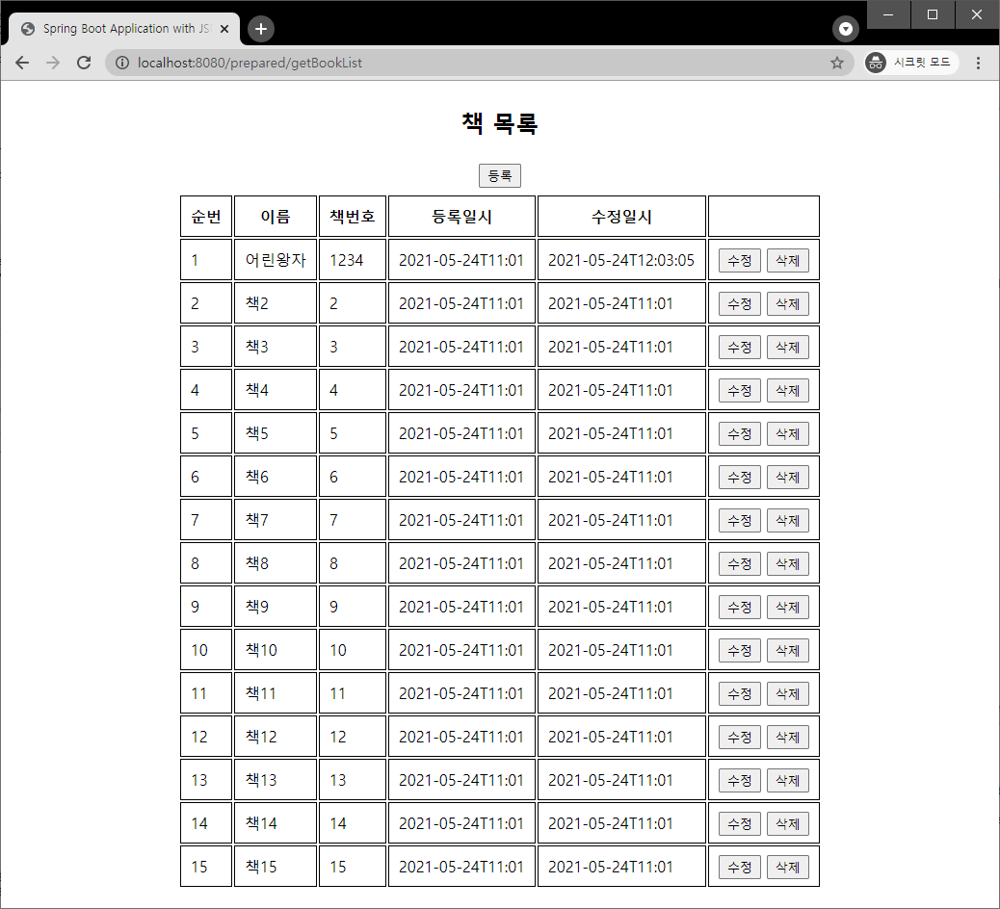 Spring Boot Application with JS
localhost:8080/prepared/getBookList 시크릿 모드
책 목록
등록
순번 이름 책번호 등록일시 수정일시
1 어린왕자 1234 2021-05-24T11:01 2021-05-24T12:03:05 수정 삭제
2 책2 2 2021-05-24T11:01 2021-05-24T11:01 수정 삭제
3 책3 3 2021-05-24T11:01 2021-05-24T11:01 수정 삭제
4 책4 4 2021-05-24T11:01 2021-05-24T11:01 수정 삭제
5 책5 5 2021-05-24T11:01 2021-05-24T11:01 수정 삭제
6 책6 6 2021-05-24T11:01 2021-05-24T11:01 수정 삭제
7 책7 7 2021-05-24T11:01 2021-05-24T11:01 수정 삭제
8 책8 8 2021-05-24T11:01 2021-05-24T11:01 수정 삭제
9 책9 9 2021-05-24T11:01 2021-05-24T11:01 수정 삭제
10 책10 10 2021-05-24T11:01 2021-05-24T11:01 수정 삭제
11 책11 11 2021-05-24T11:01 2021-05-24T11:01 수정 삭제
12 책12 12 2021-05-24T11:01 2021-05-24T11:01 수정 삭제
13 책13 13 2021-05-24T11:01 2021-05-24T11:01 수정 삭제
14 책14 14 2021-05-24T11:01 2021-05-24T11:01 수정 삭제
15 책15 15 2021-05-24T11:01 2021-05-24T11:01 수정 삭제